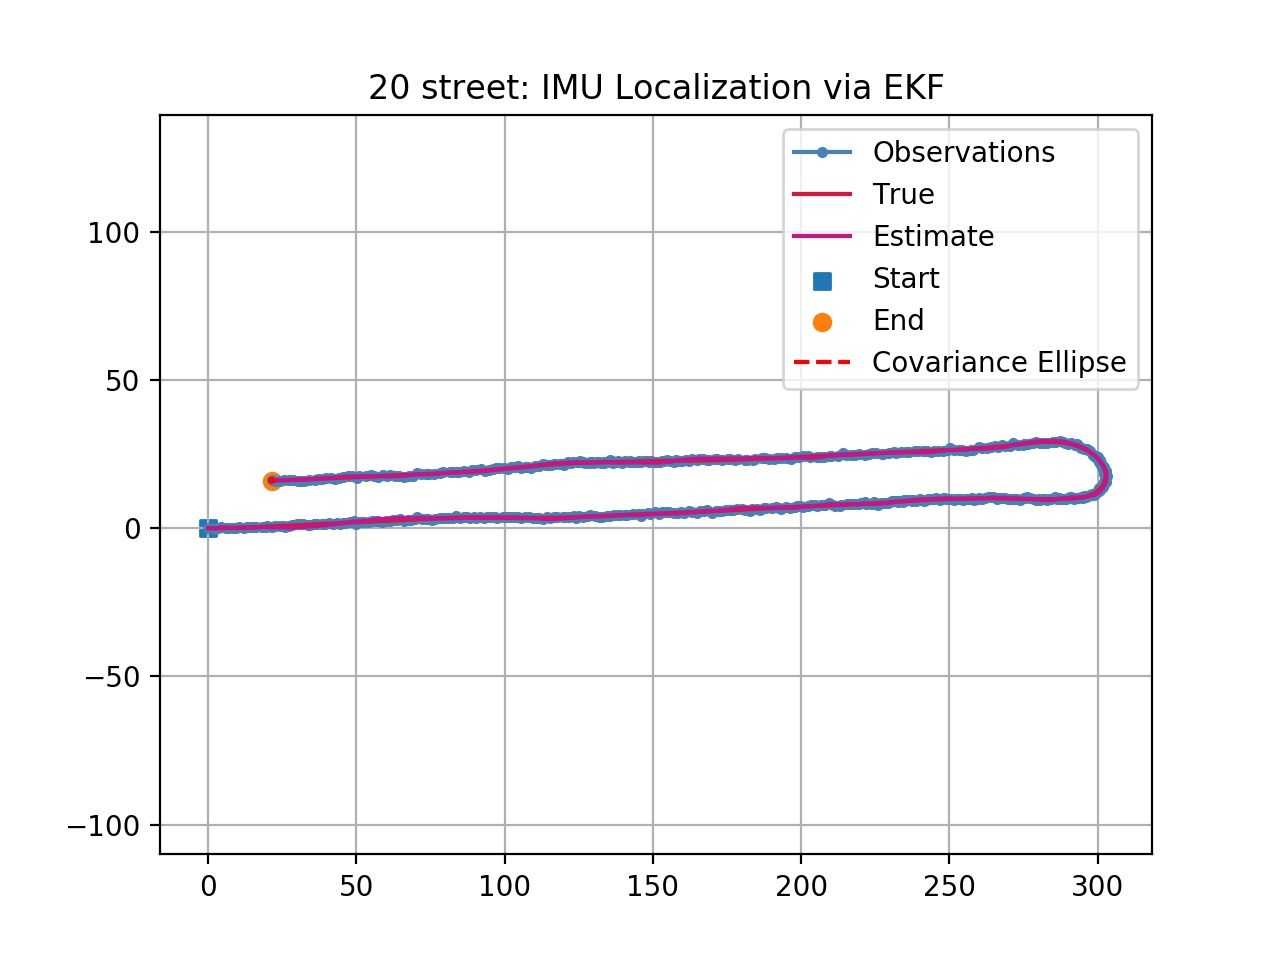 20 street: IMU Localization via EKF
Observations
True
Estimate
Start
End
Covariance Ellipse
100
50
0
−50
−100
0 50 100 150 200 250 300